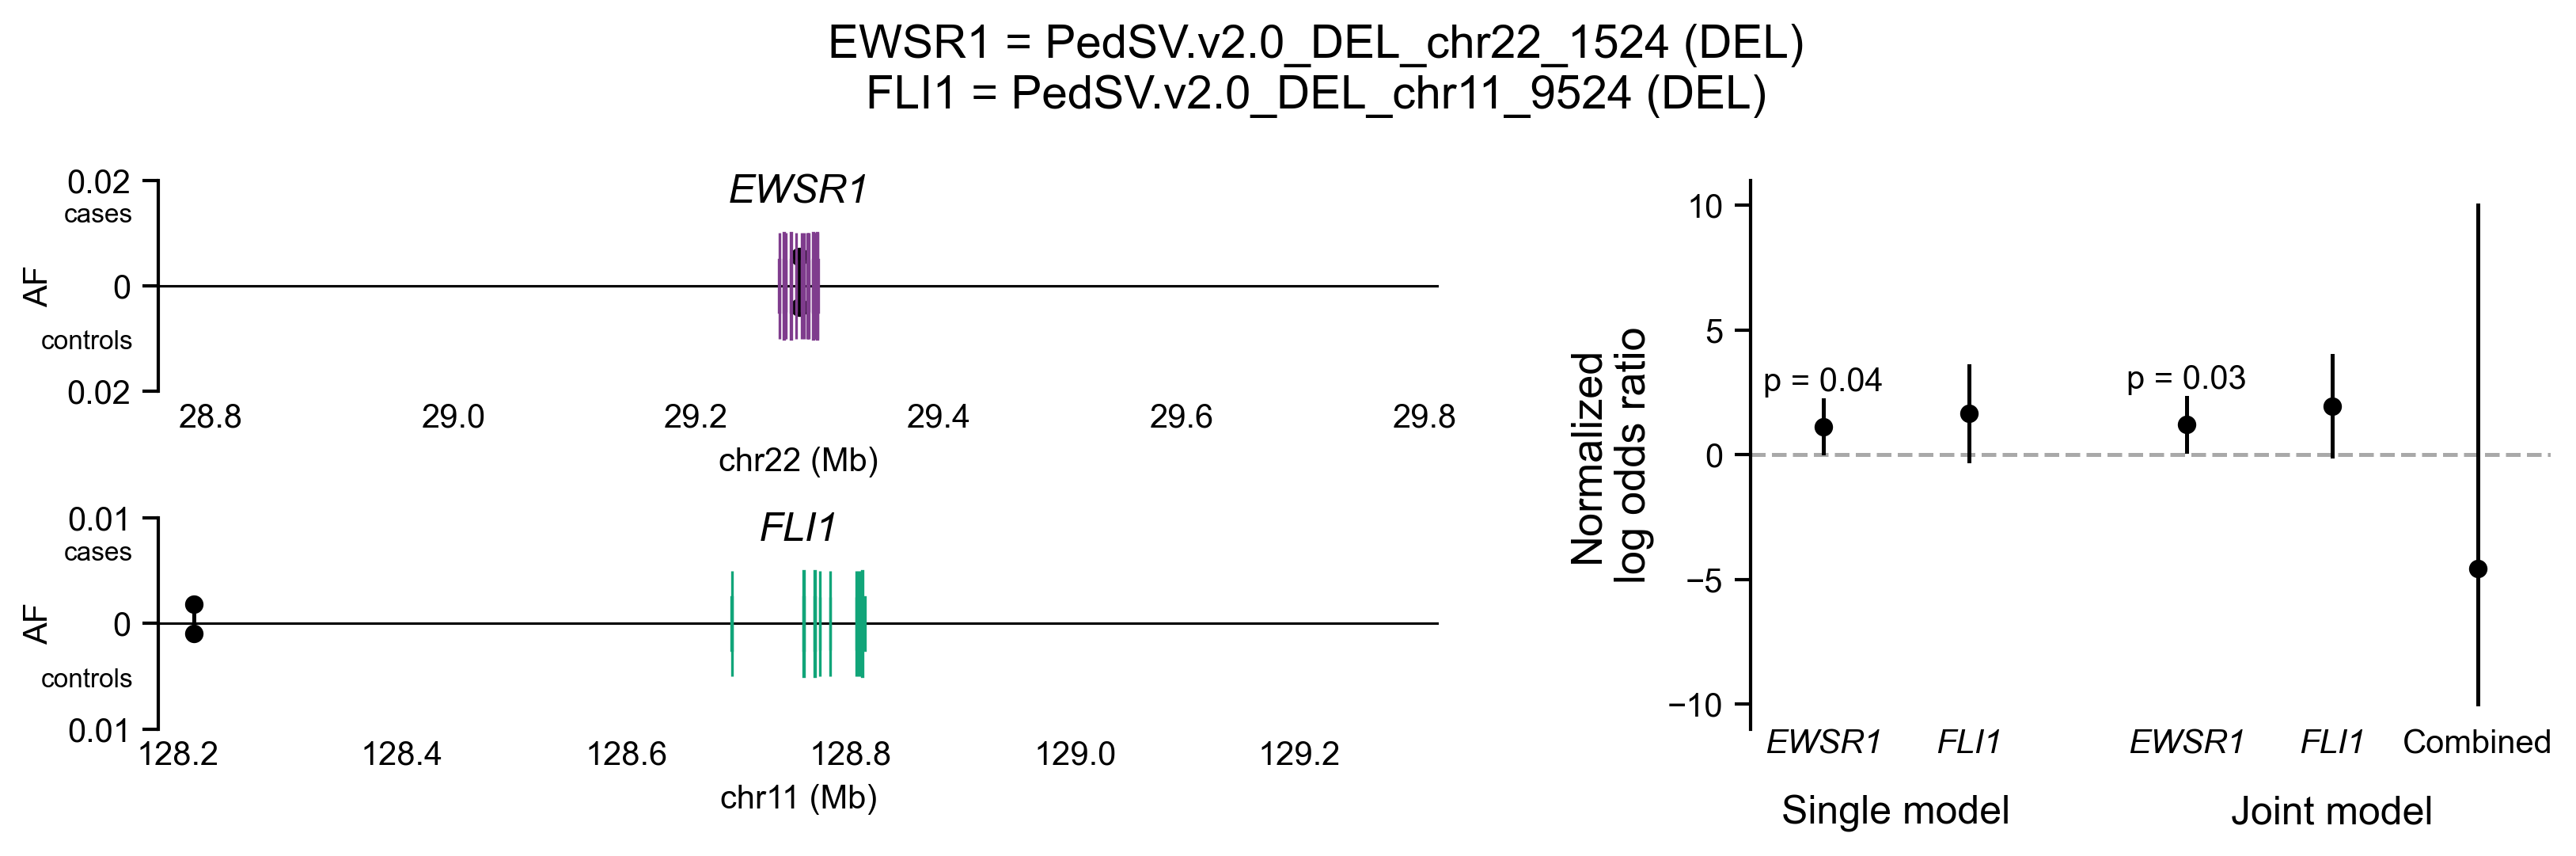 EWSR1 = PedSV.v2.0_DEL_chr22_1524 (DEL)
FLI1 = PedSV.v2.0_DEL_chr11_9524 (DEL)
EWSR1
0.02
cases
0
controls
0.02
AF
28.8 29.0 29.2 29.4 29.6 29.8
chr22 (Mb)
FLI1
0.01
cases
0
controls
0.01
AF
128.2 128.4 128.6 128.8 129.0 129.2
chr11 (Mb)
Normalized
log odds ratio
10
5
0
−5
−10
p = 0.04
p = 0.03
EWSR1 FLI1 EWSR1 FLI1 Combined
Single model Joint model